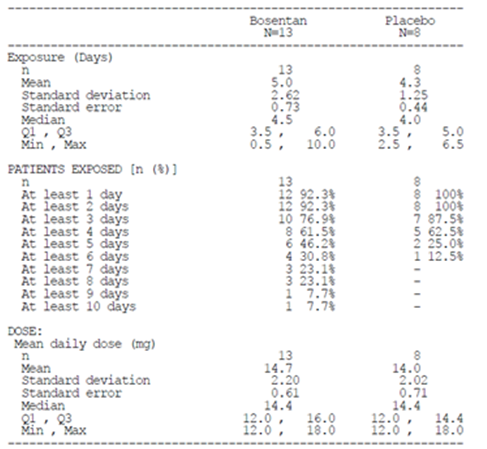 Bosentan Placebo
N=13 N=8
Exposure (Days)
n 13 8
Mean 5.0 4.3
Standard deviation 2.62 1.25
Standard error 0.73 0.44
Median 4.5 4.0
Q1 , Q3 3.5 , 6.0 3.5 , 5.0
Min , Max 0.5 , 10.0 2.5 , 6.5
PATIENTS EXPOSED [n (%)]
n 13 8
At least 1 day 12 92.3% 8 100%
At least 2 days 12 92.3% 8 100%
At least 3 days 10 76.9% 7 87.5%
At least 4 days 8 61.5% 5 62.5%
At least 5 days 6 46.2% 2 25.0%
At least 6 days 4 30.8% 1 12.5%
At least 7 days 3 23.1% -
At least 8 days 3 23.1% -
At least 9 days 1 7.7% -
At least 10 days 1 7.7% -
DOSE:
Mean daily dose (mg)
n 13 8
Mean 14.7 14.0
Standard deviation 2.20 2.02
Standard error 0.61 0.71
Median 14.4 14.4
Q1 , Q3 12.0 , 16.0 12.0 , 14.4
Min , Max 12.0 , 18.0 12.0 , 18.0